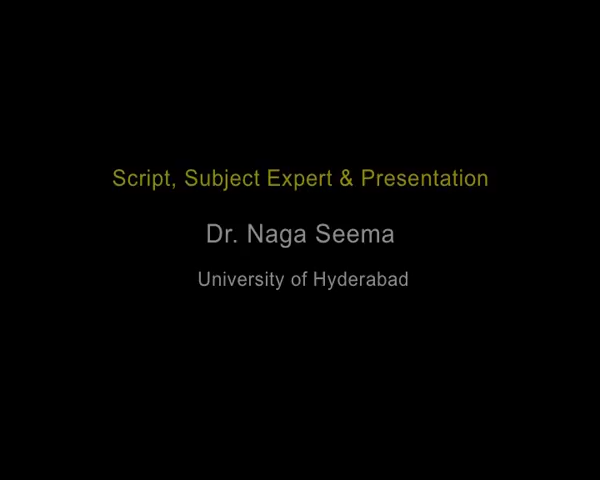 Script, Subject Expert & Presentation
Dr. Naga Seema
University of Hyderabad